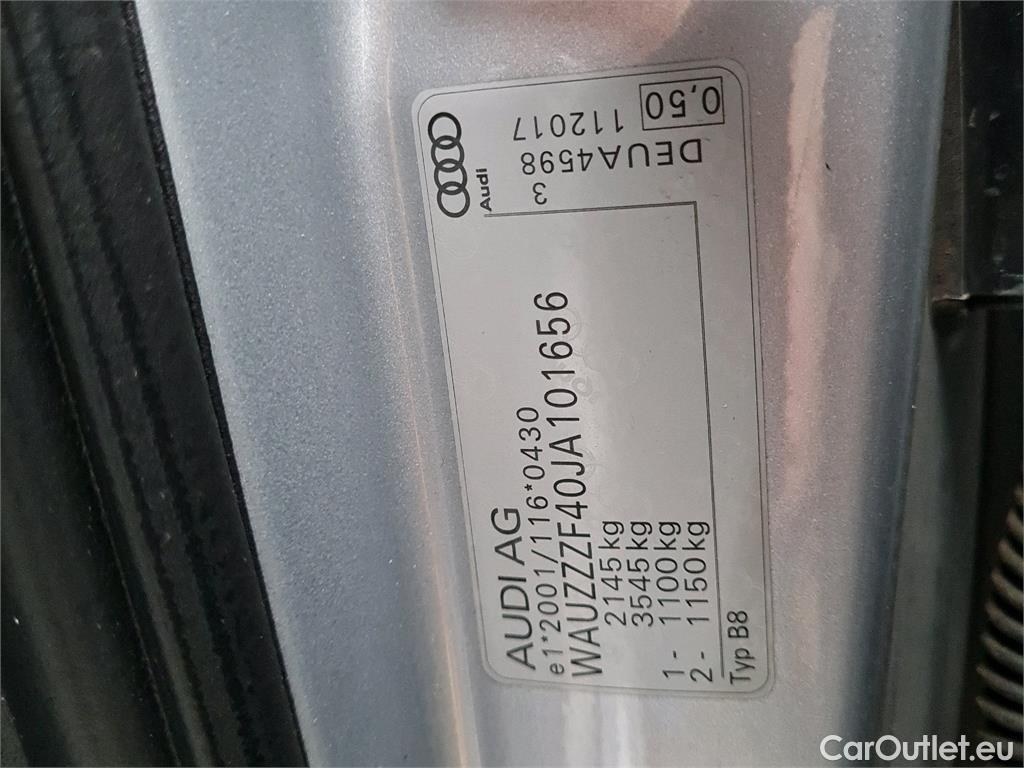 AUDI AG
e1*2001/116*0430
WAUZZZF40JA101656
2145kg
3545kg
1 - 1100kg
2 - 1150kg
Typ B8
Audi
3
DEUA4598
112017
0,50
CarOutlet.eu